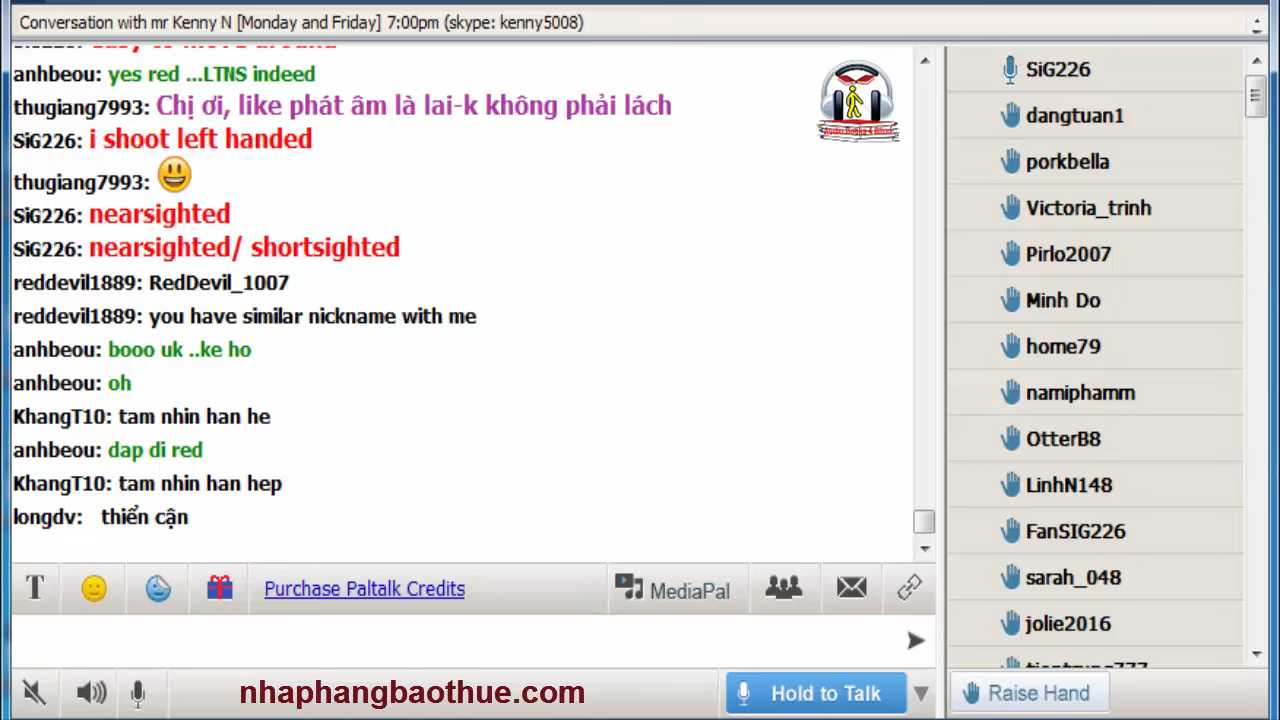 Conversation with mr Kenny N [Monday and Friday] 7:00pm (skype: kenny5008)
anhbeou: yes red ...LTNS indeed
thugiang7993: Chị ơi, like phát âm là lai-k không phải lách
SiG226: i shoot left handed
thugiang7993:
SiG226: nearsighted
SiG226: nearsighted/ shortsighted
reddevil1889: RedDevil_1007
reddevil1889: you have similar nickname with me
anhbeou: booo uk ..ke ho
anhbeou: oh
KhangT10: tam nhin han he
anhbeou: dap di red
KhangT10: tam nhin han hep
longdv: thiển cận
Audio Books 4 Blind
T
Purchase Paltalk Credits
MediaPal
nhaphangbaothue.com
Hold to Talk
SiG226
dangtuan1
porkbella
Victoria_trinh
Pirlo2007
Minh Do
home79
namiphamm
OtterB8
LinhN148
FanSIG226
sarah_048
jolie2016
Raise Hand